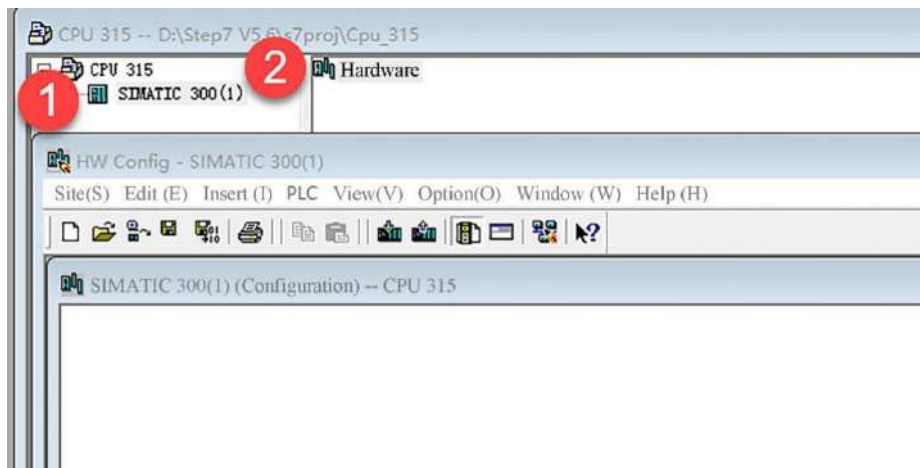 CPU 315 -- D:\Step7 V5.6\s7proj\Cpu_315
CPU 315
2
Hardware
1
SIMATIC 300(1)
HW Config - SIMATIC 300(1)
Site(S) Edit (E) Insert (I) PLC View(V) Option(O) Window (W) Help (H)
SIMATIC 300(1) (Configuration) -- CPU 315